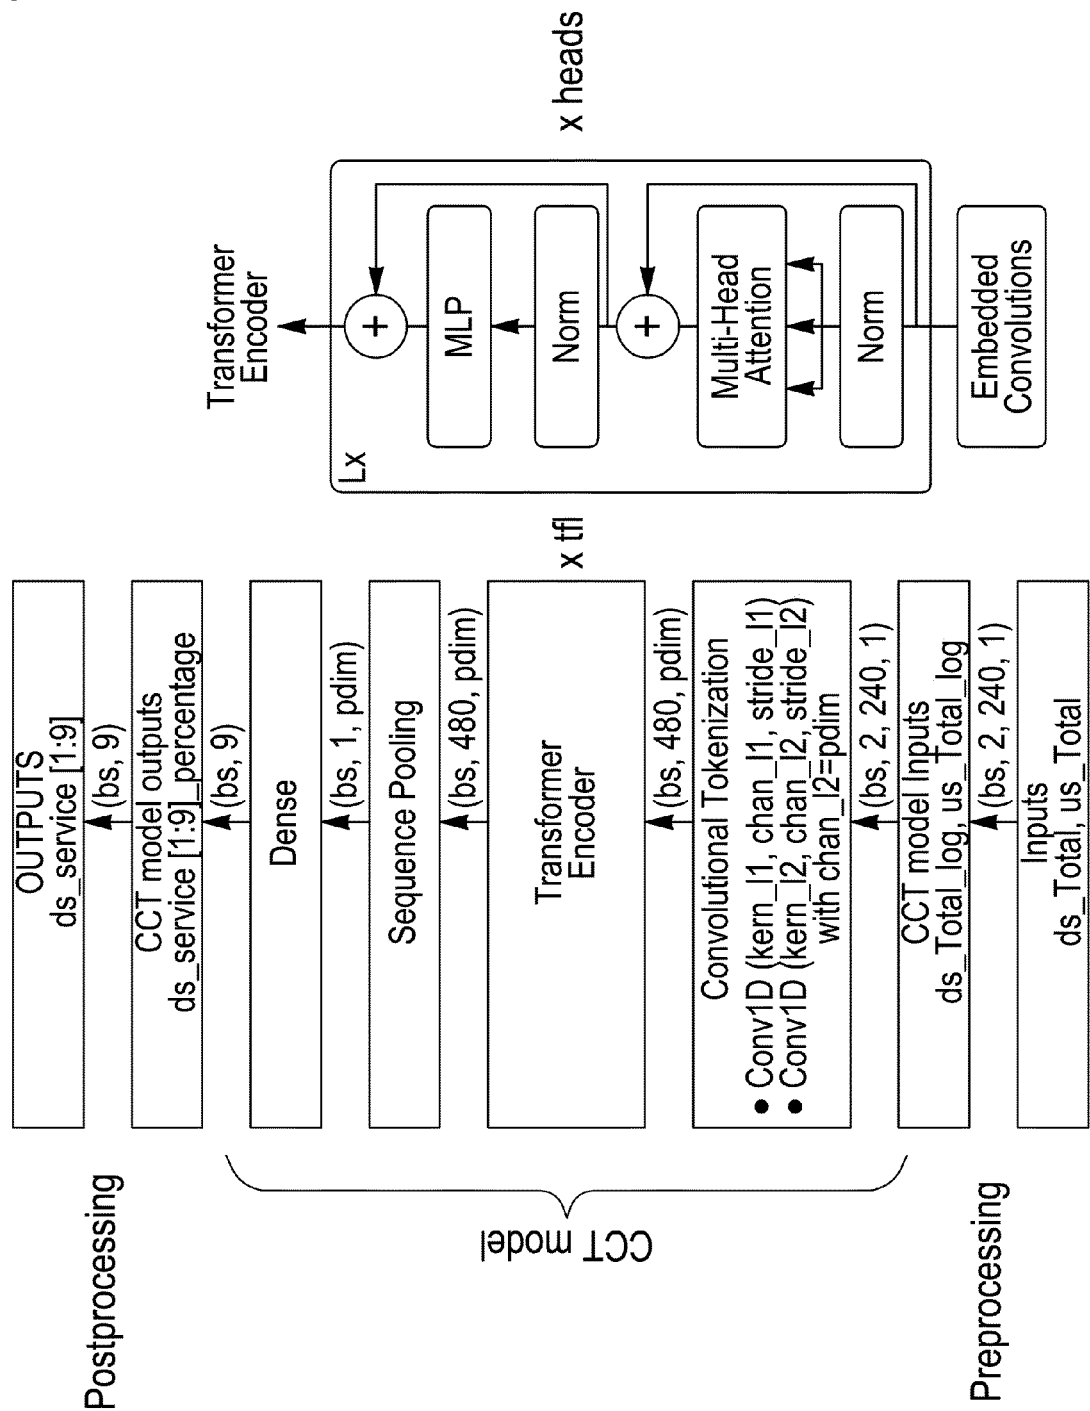 Postprocessing
OUTPUTS
ds_service [1:9]
(bs, 9)
CCT model outputs
ds_service [1:9]_percentage
(bs, 9)
Dense
(bs, 1, pdim)
Sequence Pooling
(bs, 480, pdim)
Transformer
Encoder
x tfl
(bs, 480, pdim)
Convolutional Tokenization
● Conv1D (kern_l1, chan_l1, stride_l1)
● Conv1D (kern_l2, chan_l2, stride_l2)
with chan_l2=pdim
(bs, 2, 240, 1)
CCT model Inputs
ds_Total_log, us_Total_log
(bs, 2, 240, 1)
Inputs
ds_Total, us_Total
CCT model
Preprocessing
Transformer
Encoder
Lx
+
MLP
Norm
+
Multi-Head
Attention
Norm
Embedded
Convolutions
x heads